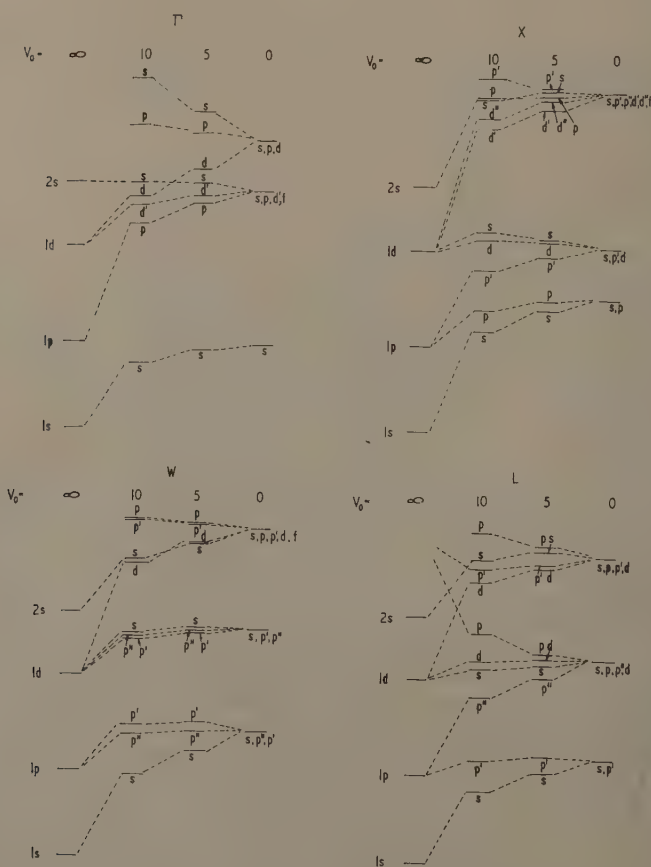 Γ
V₀= ∞ 10 5 0
s
s
p
p
s,p,d
d
2s
s
s
d
d'
s,p,d',f
d'
p
1d
p
1p
s
s
s
1s
X
V₀= ∞ 10 5 0
p'
p' s
p
s
d"
d' d" p
d'
2s
s
s
1d
d
d
s,p',d
p'
p'
p
s,p
p
1p
s
s
1s
W
V₀= ∞ 10 5 0
p
p
p'
p'
s,p,p',d,f
d
s
s
d
2s
s
s
s,p',p"
p" p'
p" p'
1d
p'
p'
p"
p"
s,p",p'
s
1p
s
1s
L
V₀= ∞ 10 5 0
p
p s
s
s,p,p',d
p'
p' d
d
2s
p
p d
d
s,p,p",d
s
s
1d
p"
p"
p'
p'
s,p'
1p
s
s
1s